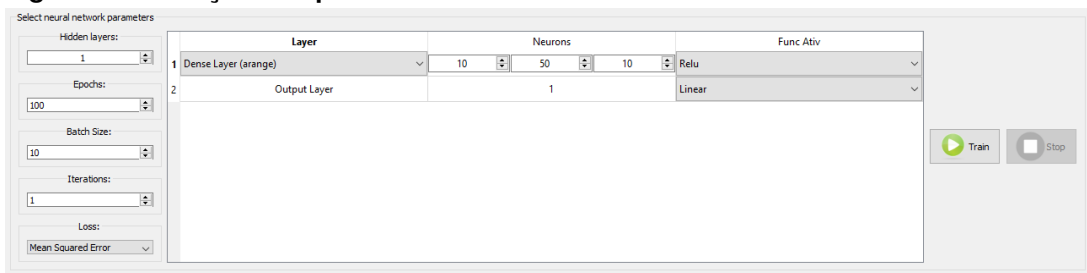 Select neural network parameters
Hidden layers:
1
Epochs:
100
Batch Size:
10
Iterations:
1
Loss:
Mean Squared Error
Layer Neurons Func Ativ
1 Dense Layer (arange) 10 50 10 Relu
2 Output Layer 1 Linear
Train Stop